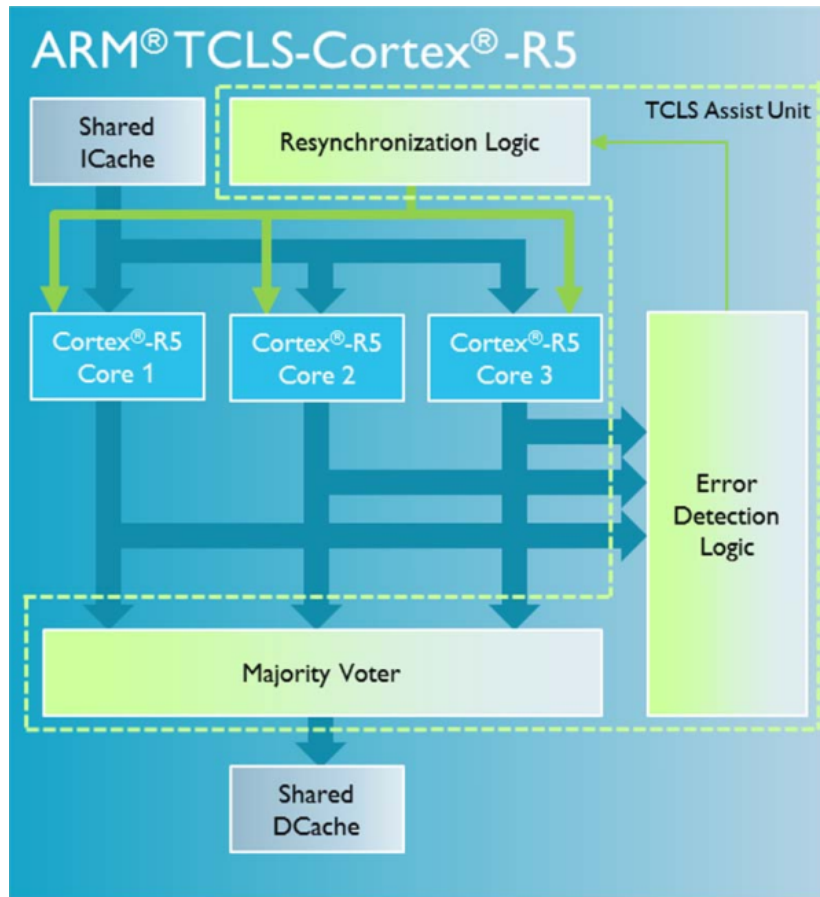 ARM® TCLS-Cortex®-R5
Shared
ICache
Resynchronization Logic
TCLS Assist Unit
Cortex®-R5
Core 1
Cortex®-R5
Core 2
Cortex®-R5
Core 3
Error
Detection
Logic
Majority Voter
Shared
DCache